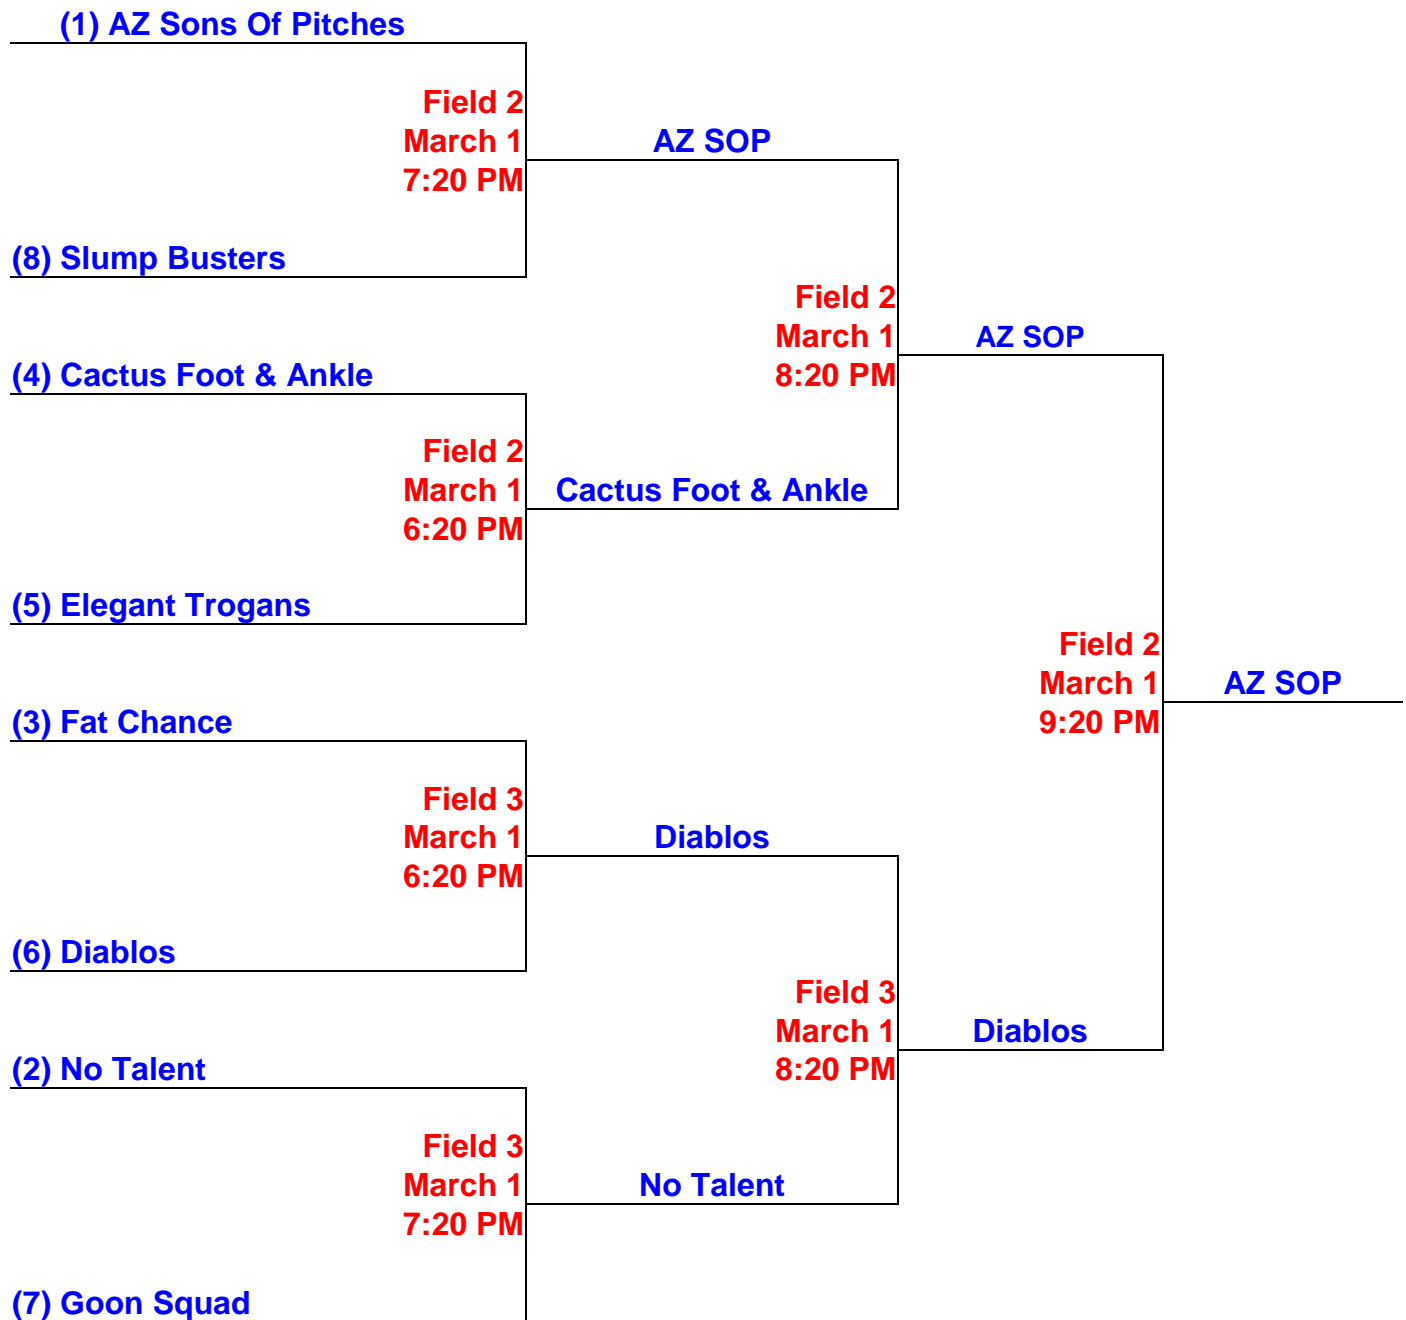 (1) AZ Sons Of Pitches
Field 2
March 1
7:20 PM
AZ SOP
(8) Slump Busters
Field 2
March 1
8:20 PM
AZ SOP
(4) Cactus Foot & Ankle
Field 2
March 1
6:20 PM
Cactus Foot & Ankle
(5) Elegant Trogans
Field 2
March 1
9:20 PM
AZ SOP
(3) Fat Chance
Field 3
March 1
6:20 PM
Diablos
(6) Diablos
Field 3
March 1
8:20 PM
Diablos
(2) No Talent
Field 3
March 1
7:20 PM
No Talent
(7) Goon Squad